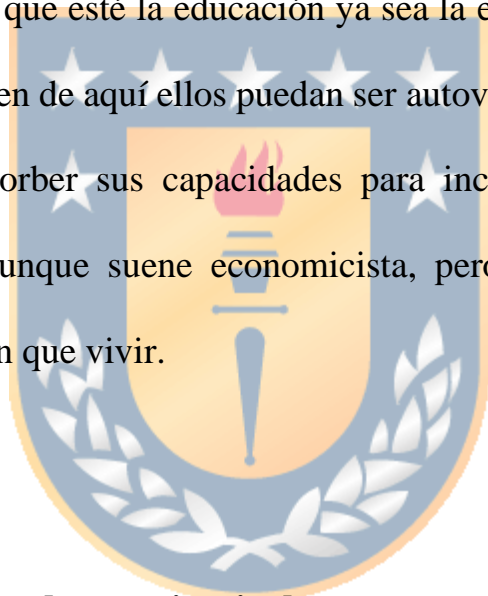 que esté la educación ya sea la e
en de aquí ellos puedan ser autov
orber sus capacidades para inc
unque suene economicista, pero
n que vivir.